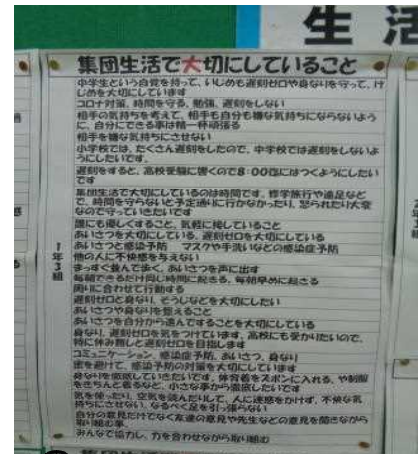 生活
集団生活で大切にしていること
中学生という自覚を持って、いじめも遅刻ゼロや身なりを守って、け
じめを大切にしています
コロナ対策、時間を守る、勉強、遅刻をしない
相手の気持ちを考えて、相手も自分も嫌な気持ちにならないよう
に、自分にできる事は精一杯頑張る
相手を嫌な気持ちにさせない
小学校では、たくさん遅刻をしたので、中学校では遅刻をしないよ
うにしたいです。
遅刻をすると、高校受験に響くので8:00迄にはつくようにしたい
です
集団生活で大切にしているのは時間です。修学旅行や遠足など
で、時間を守らないと予定通りに行かなかったり、怒られたり大変
なので守っていきたいです
誰にも優しくすること、気軽に接していること
あいさつを大切にしている、遅刻ゼロを大切にしている
あいさつと感染予防 マスクや手洗いなどの感染症予防
他の人に不快感を与えない
まっすぐ並んで歩く、あいさつを声に出す
毎朝できるだけ同じ時間に起きる、毎朝早めに起きる
周りに合わせて行動する
遅刻ゼロと身なり、そうじなどを大切にしたい
あいさつや身なりを整えること
あいさつを自分から進んですることを大切にしている
身なり、遅刻ゼロを気をつけています、高校にも受かりたいので、
特に休み無しと遅刻ゼロを目指します
コミュニケーション、感染症予防、あいさつ、身なり
密を避けて、感染予防の対策を大切にしています
身なりを徹底していきたいです。体育着をズボンに入れる、や制服
をきちんと着るなど、小さな事から徹底したいです
気を使ったり、空気を読んだりして、人に迷惑をかけず、不快な気
持ちにさせない、なるべく足を引っ張らない
自分の意見だけでなく友達の意見や先生などの意見を聞きながら
取り組む事。
みんなで協力し、力を合わせながら取り組む
1年3組